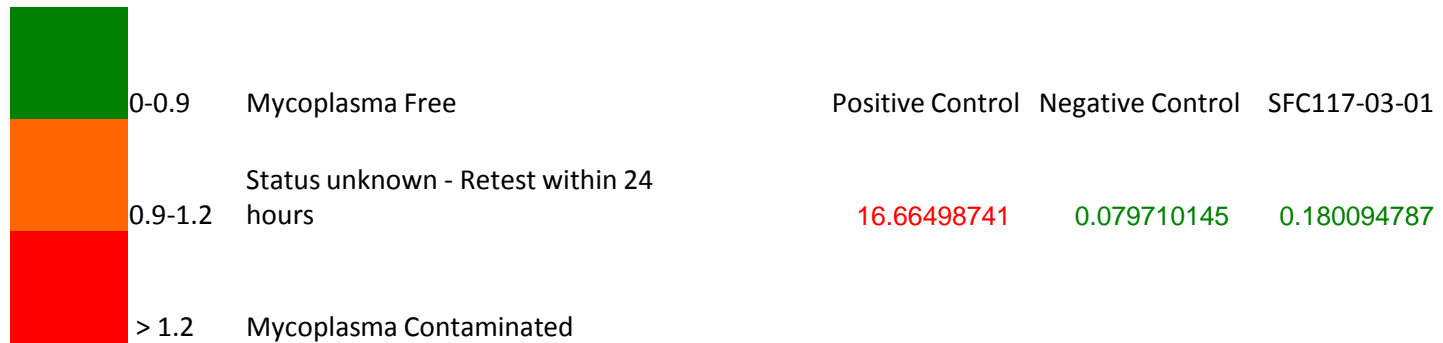 0-0.9 Mycoplasma Free Positive Control Negative Control SFC117-03-01
Status unknown - Retest within 24
0.9-1.2 hours 16.66498741 0.079710145 0.180094787
> 1.2 Mycoplasma Contaminated